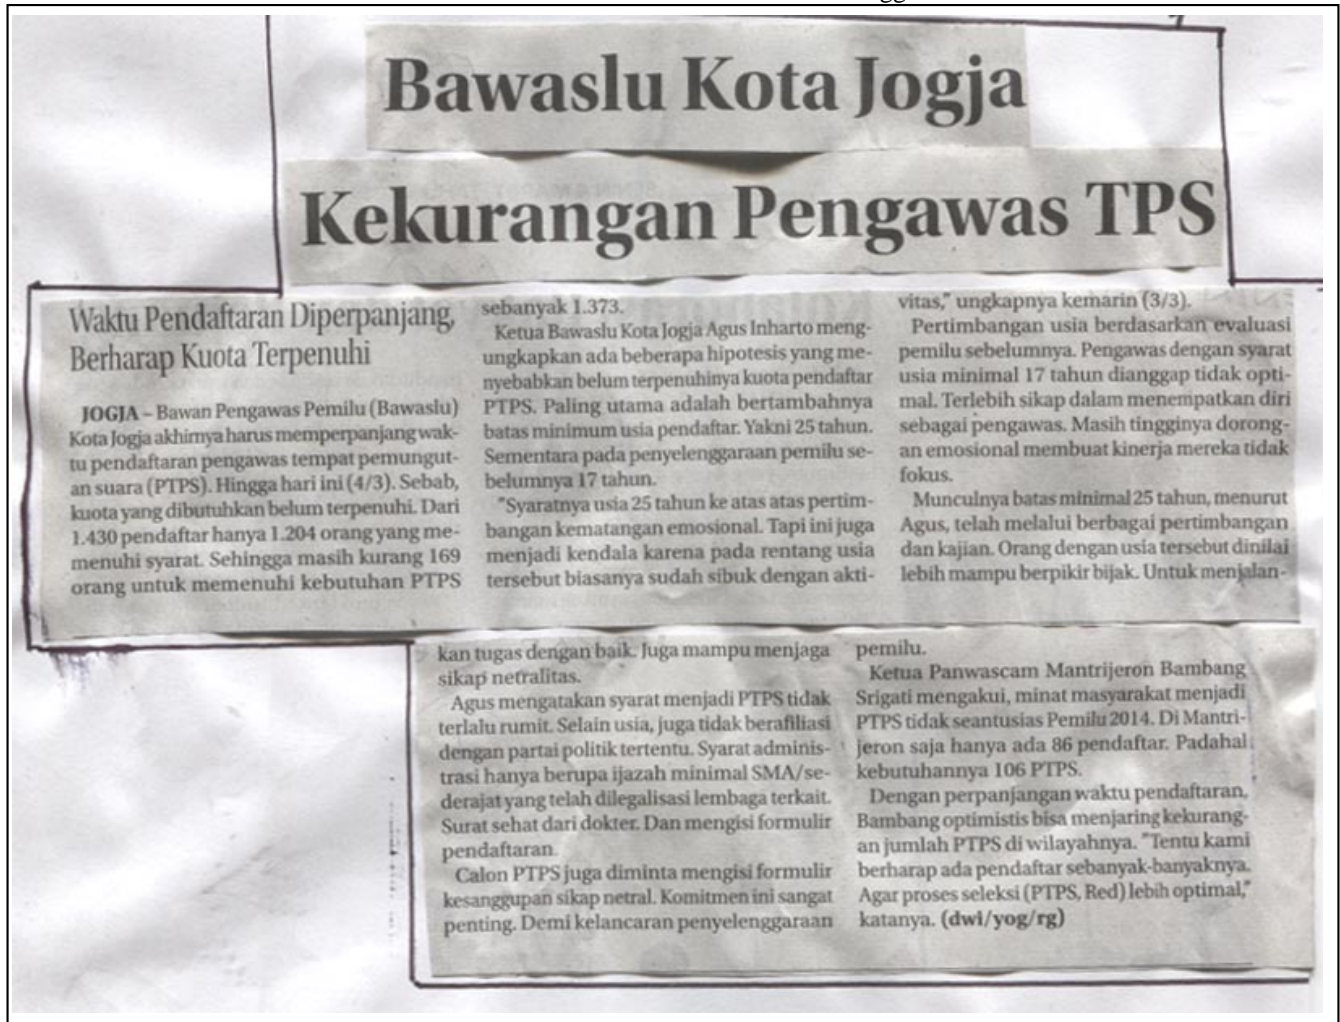 Bawaslu Kota Jogja
Kekurangan Pengawas TPS
Waktu Pendaftaran Diperpanjang,
Berharap Kuota Terpenuhi
JOGJA – Bawan Pengawas Pemilu (Bawaslu)
Kota Jogja akhirnya harus memperpanjang wak-
tu pendaftaran pengawas tempat pemungut-
an suara (PTPS). Hingga hari ini (4/3). Sebab,
kuota yang dibutuhkan belum terpenuhi. Dari
1.430 pendaftar hanya 1.204 orang yang me-
menuhi syarat. Sehingga masih kurang 169
orang untuk memenuhi kebutuhan PTPS
sebanyak 1.373.
Ketua Bawaslu Kota Jogja Agus Inharto meng-
ungkapkan ada beberapa hipotesis yang me-
nyebabkan belum terpenuhinya kuota pendaftar
PTPS. Paling utama adalah bertambahnya
batas minimum usia pendaftar. Yakni 25 tahun.
Sementara pada penyelenggaraan pemilu se-
belumnya 17 tahun.
"Syaratnya usia 25 tahun ke atas atas pertim-
bangan kematangan emosional. Tapi ini juga
menjadi kendala karena pada rentang usia
tersebut biasanya sudah sibuk dengan akti-
vitas," ungkapnya kemarin (3/3).
Pertimbangan usia berdasarkan evaluasi
pemilu sebelumnya. Pengawas dengan syarat
usia minimal 17 tahun dianggap tidak opti-
mal. Terlebih sikap dalam menempatkan diri
sebagai pengawas. Masih tingginya dorong-
an emosional membuat kinerja mereka tidak
fokus.
Munculnya batas minimal 25 tahun, menurut
Agus, telah melalui berbagai pertimbangan
dan kajian. Orang dengan usia tersebut dinilai
lebih mampu berpikir bijak. Untuk menjalan-
kan tugas dengan baik. Juga mampu menjaga
sikap netralitas.
Agus mengatakan syarat menjadi PTPS tidak
terlalu rumit. Selain usia, juga tidak berafiliasi
dengan partai politik tertentu. Syarat adminis-
trasi hanya berupa ijazah minimal SMA/se-
derajat yang telah dilegalisasi lembaga terkait.
Surat sehat dari dokter. Dan mengisi formulir
pendaftaran.
Calon PTPS juga diminta mengisi formulir
kesanggupan sikap netral. Komitmen ini sangat
penting. Demi kelancaran penyelenggaraan
pemilu.
Ketua Panwascam Mantrijeron Bambang
Srigati mengakui, minat masyarakat menjadi
PTPS tidak seantusias Pemilu 2014. Di Mantri-
jeron saja hanya ada 86 pendaftar. Padahal
kebutuhannya 106 PTPS.
Dengan perpanjangan waktu pendaftaran,
Bambang optimistis bisa menjaring kekurang-
an jumlah PTPS di wilayahnya. "Tentu kami
berharap ada pendaftar sebanyak-banyaknya.
Agar proses seleksi (PTPS, Red) lebih optimal,"
katanya. (dwi/yog/rg)